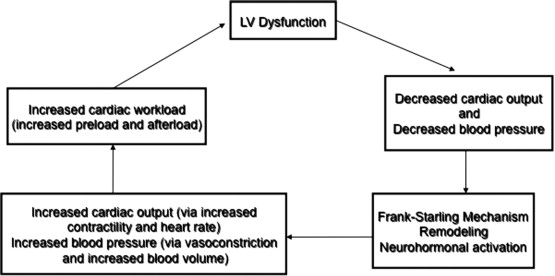 LV Dysfunction
Decreased cardiac output
and
Decreased blood pressure
Frank-Starling Mechanism
Remodeling
Neurohormonal activation
Increased cardiac output (via increased
contractility and heart rate)
Increased blood pressure (via vasoconstriction
and increased blood volume)
Increased cardiac workload
(increased preload and afterload)